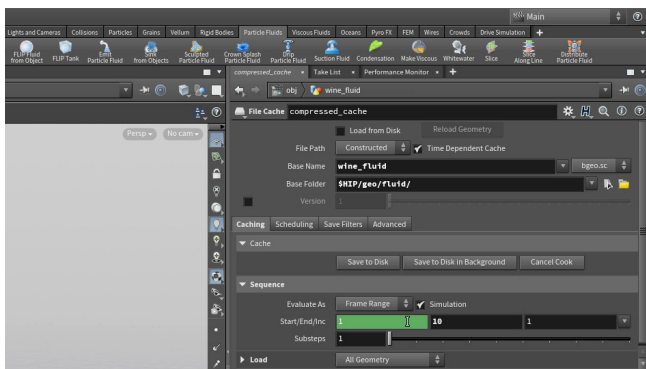 Main
Lights and Cameras Collisions Particles Grains Vellum Rigid Bodies Particle Fluids Viscous Fluids Oceans Pyro FX FEM Wires Crowds Drive Simulation
FLIP Fluid from Object
FLIP Tank
Emit Particle Fluid
Sink from Objects
Sculpted Particle Fluid
Crown Splash Particle Fluid
Drip Particle Fluid
Suction Fluid
Condensation
Make Viscous
Whitewater
Slice
Slice Along Line
Distribute Particle Fluid
compressed_cache × Take List × Performance Monitor ×
obj wine_fluid
File Cache compressed_cache
Persp No cam
Load from Disk Reload Geometry
File Path Constructed Time Dependent Cache
Base Name wine_fluid bgeo.sc
Base Folder $HIP/geo/fluid/
Version 1
Caching Scheduling Save Filters Advanced
Cache
Save to Disk Save to Disk in Background Cancel Cook
Sequence
Evaluate As Frame Range Simulation
Start/End/Inc 1 10 1
Substeps 1
Load All Geometry